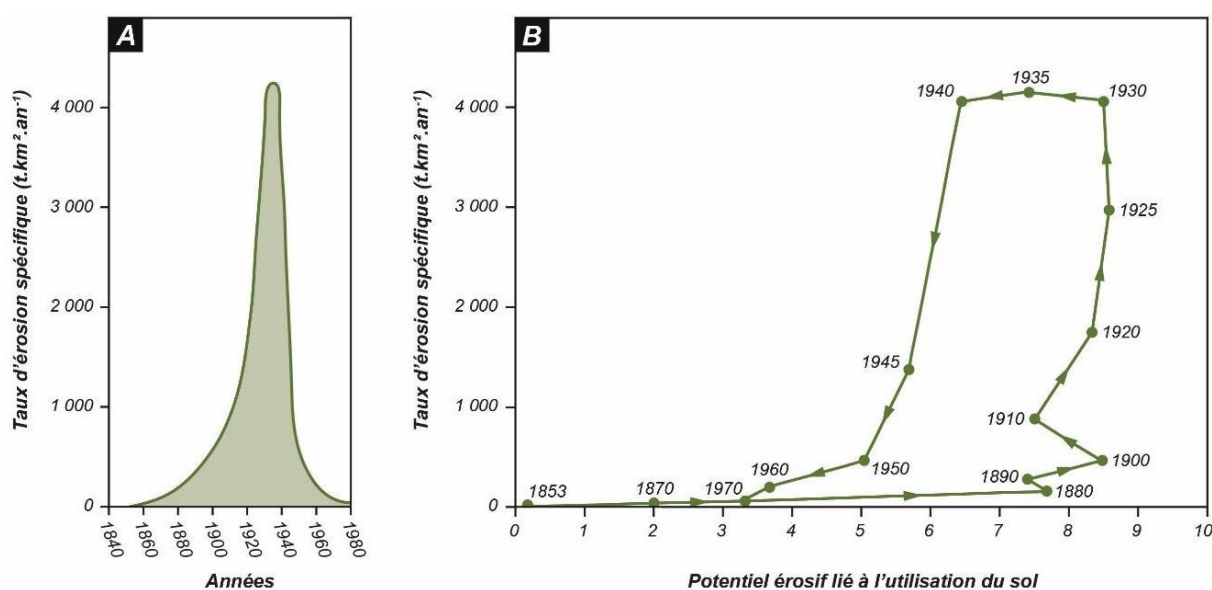 A
Taux d'érosion spécifique (t.km².an⁻¹)
4 000
3 000
2 000
1 000
0
1840 1860 1880 1900 1920 1940 1960 1980
Années
B
Taux d'érosion spécifique (t.km².an⁻¹)
4 000
3 000
2 000
1 000
0
1940 1935 1930
1925
1920
1945
1910
1950
1900
1960
1890
1880
1853 1870 1970
0 1 2 3 4 5 6 7 8 9 10
Potentiel érosif lié à l'utilisation du sol